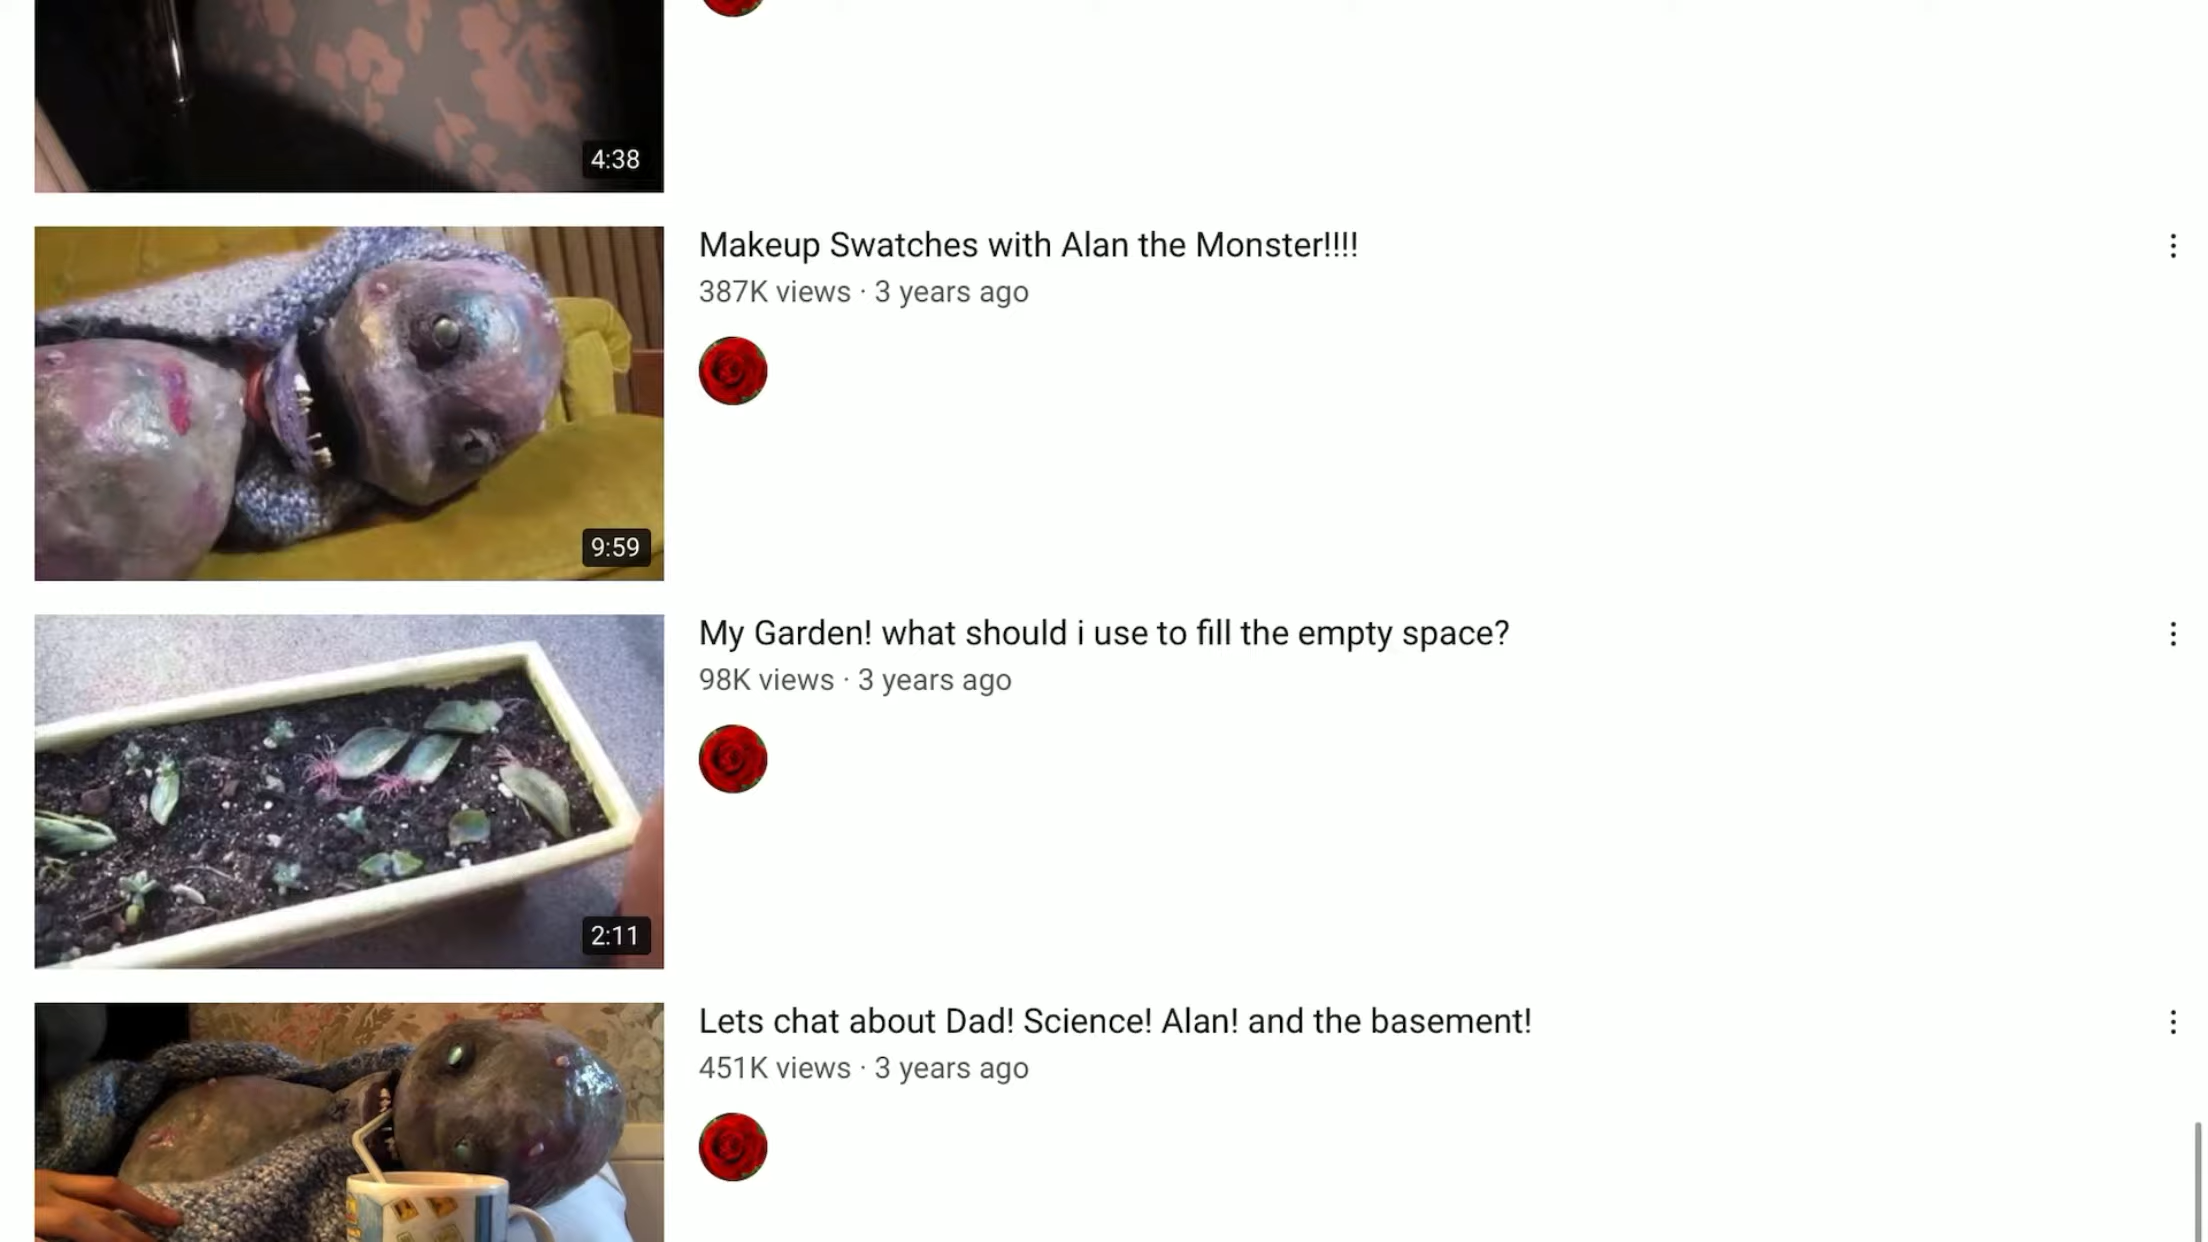 4:38
Makeup Swatches with Alan the Monster!!!!
387K views · 3 years ago
9:59
My Garden! what should i use to fill the empty space?
98K views · 3 years ago
2:11
Lets chat about Dad! Science! Alan! and the basement!
451K views · 3 years ago